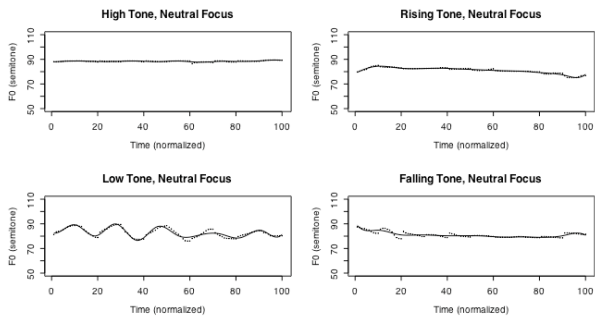 High Tone, Neutral Focus
F0 (semitone)
50 70 90 110
0 20 40 60 80 100
Time (normalized)
Rising Tone, Neutral Focus
F0 (semitone)
50 70 90 110
0 20 40 60 80 100
Time (normalized)
Low Tone, Neutral Focus
F0 (semitone)
50 70 90 110
0 20 40 60 80 100
Time (normalized)
Falling Tone, Neutral Focus
F0 (semitone)
50 70 90 110
0 20 40 60 80 100
Time (normalized)